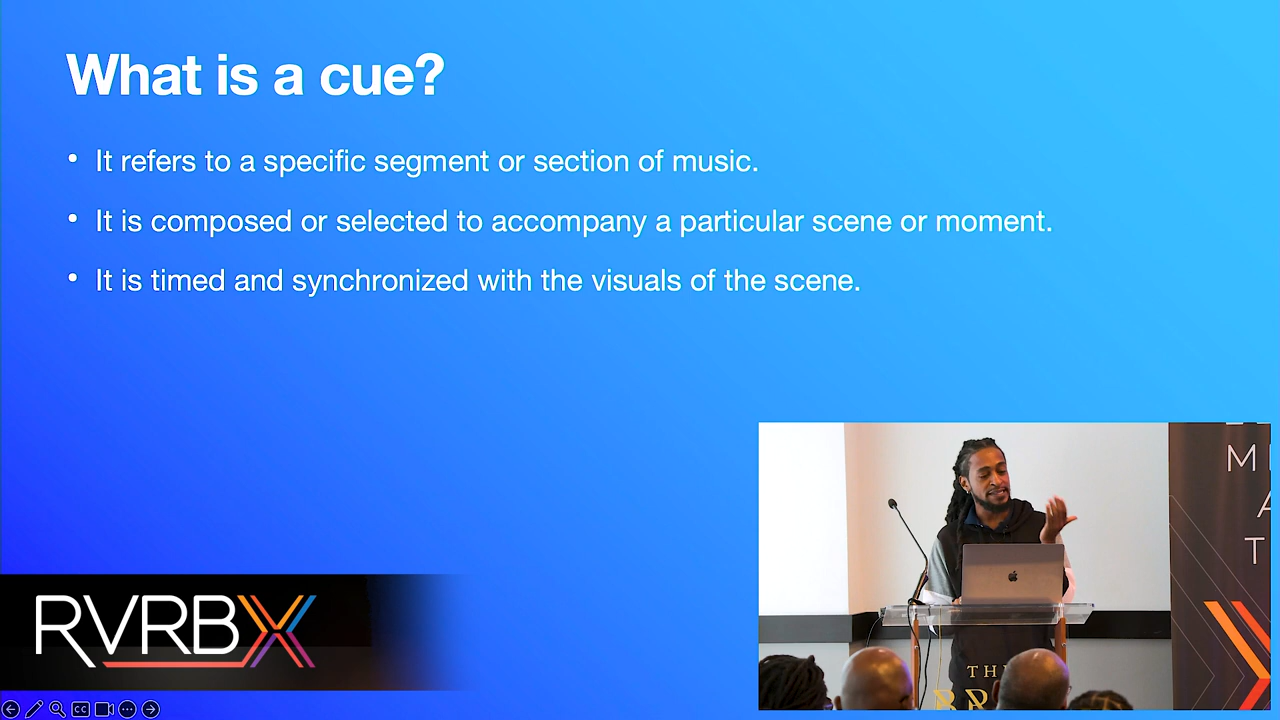 What is a cue?
• It refers to a specific segment or section of music.
• It is composed or selected to accompany a particular scene or moment.
• It is timed and synchronized with the visuals of the scene.
RVRBX
CC